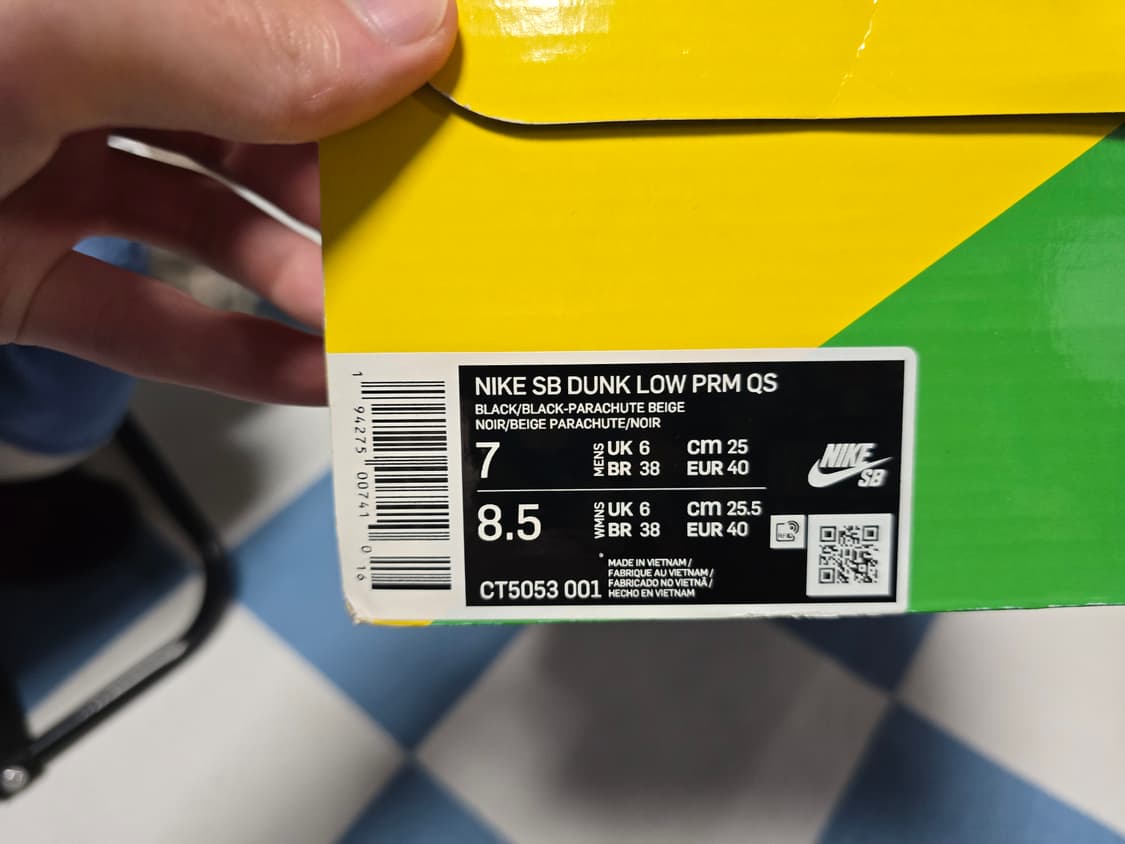 NIKE SB DUNK LOW PRM QS
BLACK/BLACK-PARACHUTE BEIGE
NOIR/BEIGE PARACHUTE/NOIR
7
MENS
UK 6
cm 25
BR 38
EUR 40
8.5
WMNS
UK 6
cm 25.5
BR 38
EUR 40
NIKE
SB
CT5053 001
MADE IN VIETNAM /
FABRIQUE AU VIETNAM /
FABRICADO NO VIETNÃ /
HECHO EN VIETNAM
1 94275 00741 0 16